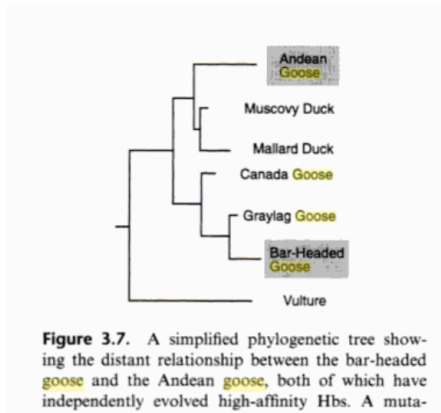 Andean
Goose
Muscovy Duck
Mallard Duck
Canada Goose
Graylag Goose
Bar-Headed
Goose
Vulture
Figure 3.7. A simplified phylogenetic tree show-
ing the distant relationship between the bar-headed
goose and the Andean goose, both of which have
independently evolved high-affinity Hbs. A muta-